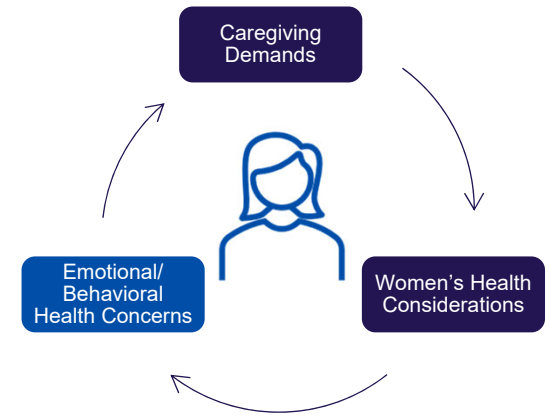 Caregiving
Demands
Emotional/
Behavioral
Health Concerns
Women’s Health
Considerations